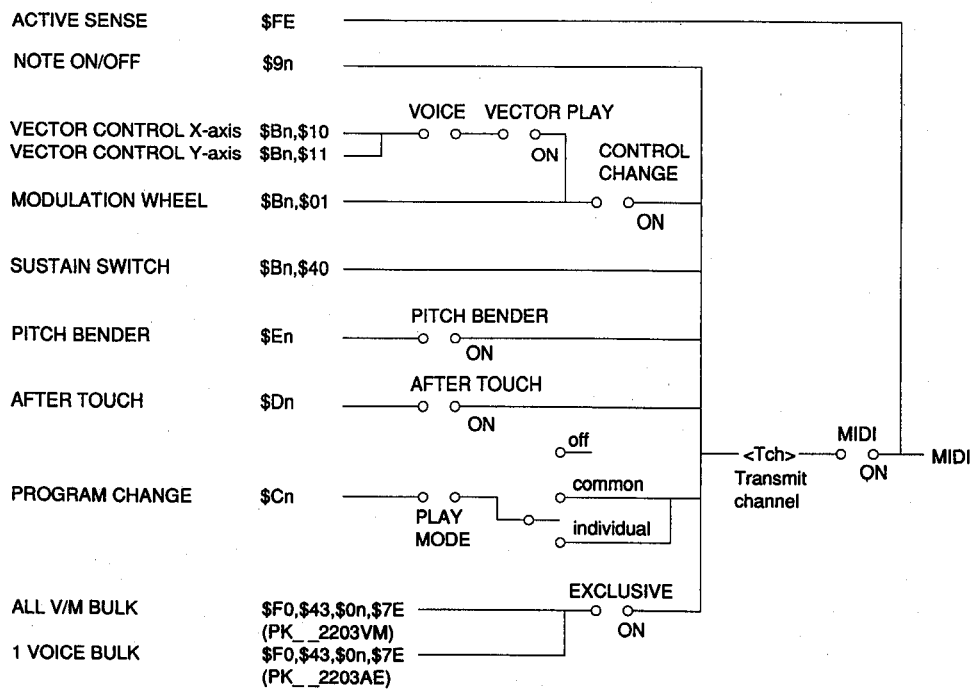 ACTIVE SENSE $FE
NOTE ON/OFF $9n
VOICE VECTOR PLAY
VECTOR CONTROL X-axis $Bn,$10
VECTOR CONTROL Y-axis $Bn,$11
ON
CONTROL
CHANGE
MODULATION WHEEL $Bn,$01
ON
SUSTAIN SWITCH $Bn,$40
PITCH BENDER
PITCH BENDER $En
ON
AFTER TOUCH
AFTER TOUCH $Dn
ON
off
MIDI
<Tch>
MIDI
ON
Transmit
channel
common
PROGRAM CHANGE $Cn
PLAY
MODE
individual
EXCLUSIVE
ALL V/M BULK $F0,$43,$0n,$7E
ON
(PK_ _2203VM)
1 VOICE BULK $F0,$43,$0n,$7E
(PK_ _2203AE)